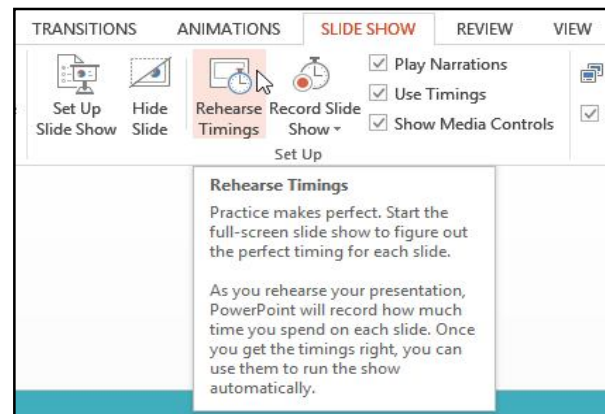 TRANSITIONS ANIMATIONS SLIDE SHOW REVIEW VIEW
Set Up Slide Show
Hide Slide
Rehearse Timings
Record Slide Show
Play Narrations
Use Timings
Show Media Controls
Set Up
Rehearse Timings
Practice makes perfect. Start the
full-screen slide show to figure out
the perfect timing for each slide.
As you rehearse your presentation,
PowerPoint will record how much
time you spend on each slide. Once
you get the timings right, you can
use them to run the show
automatically.